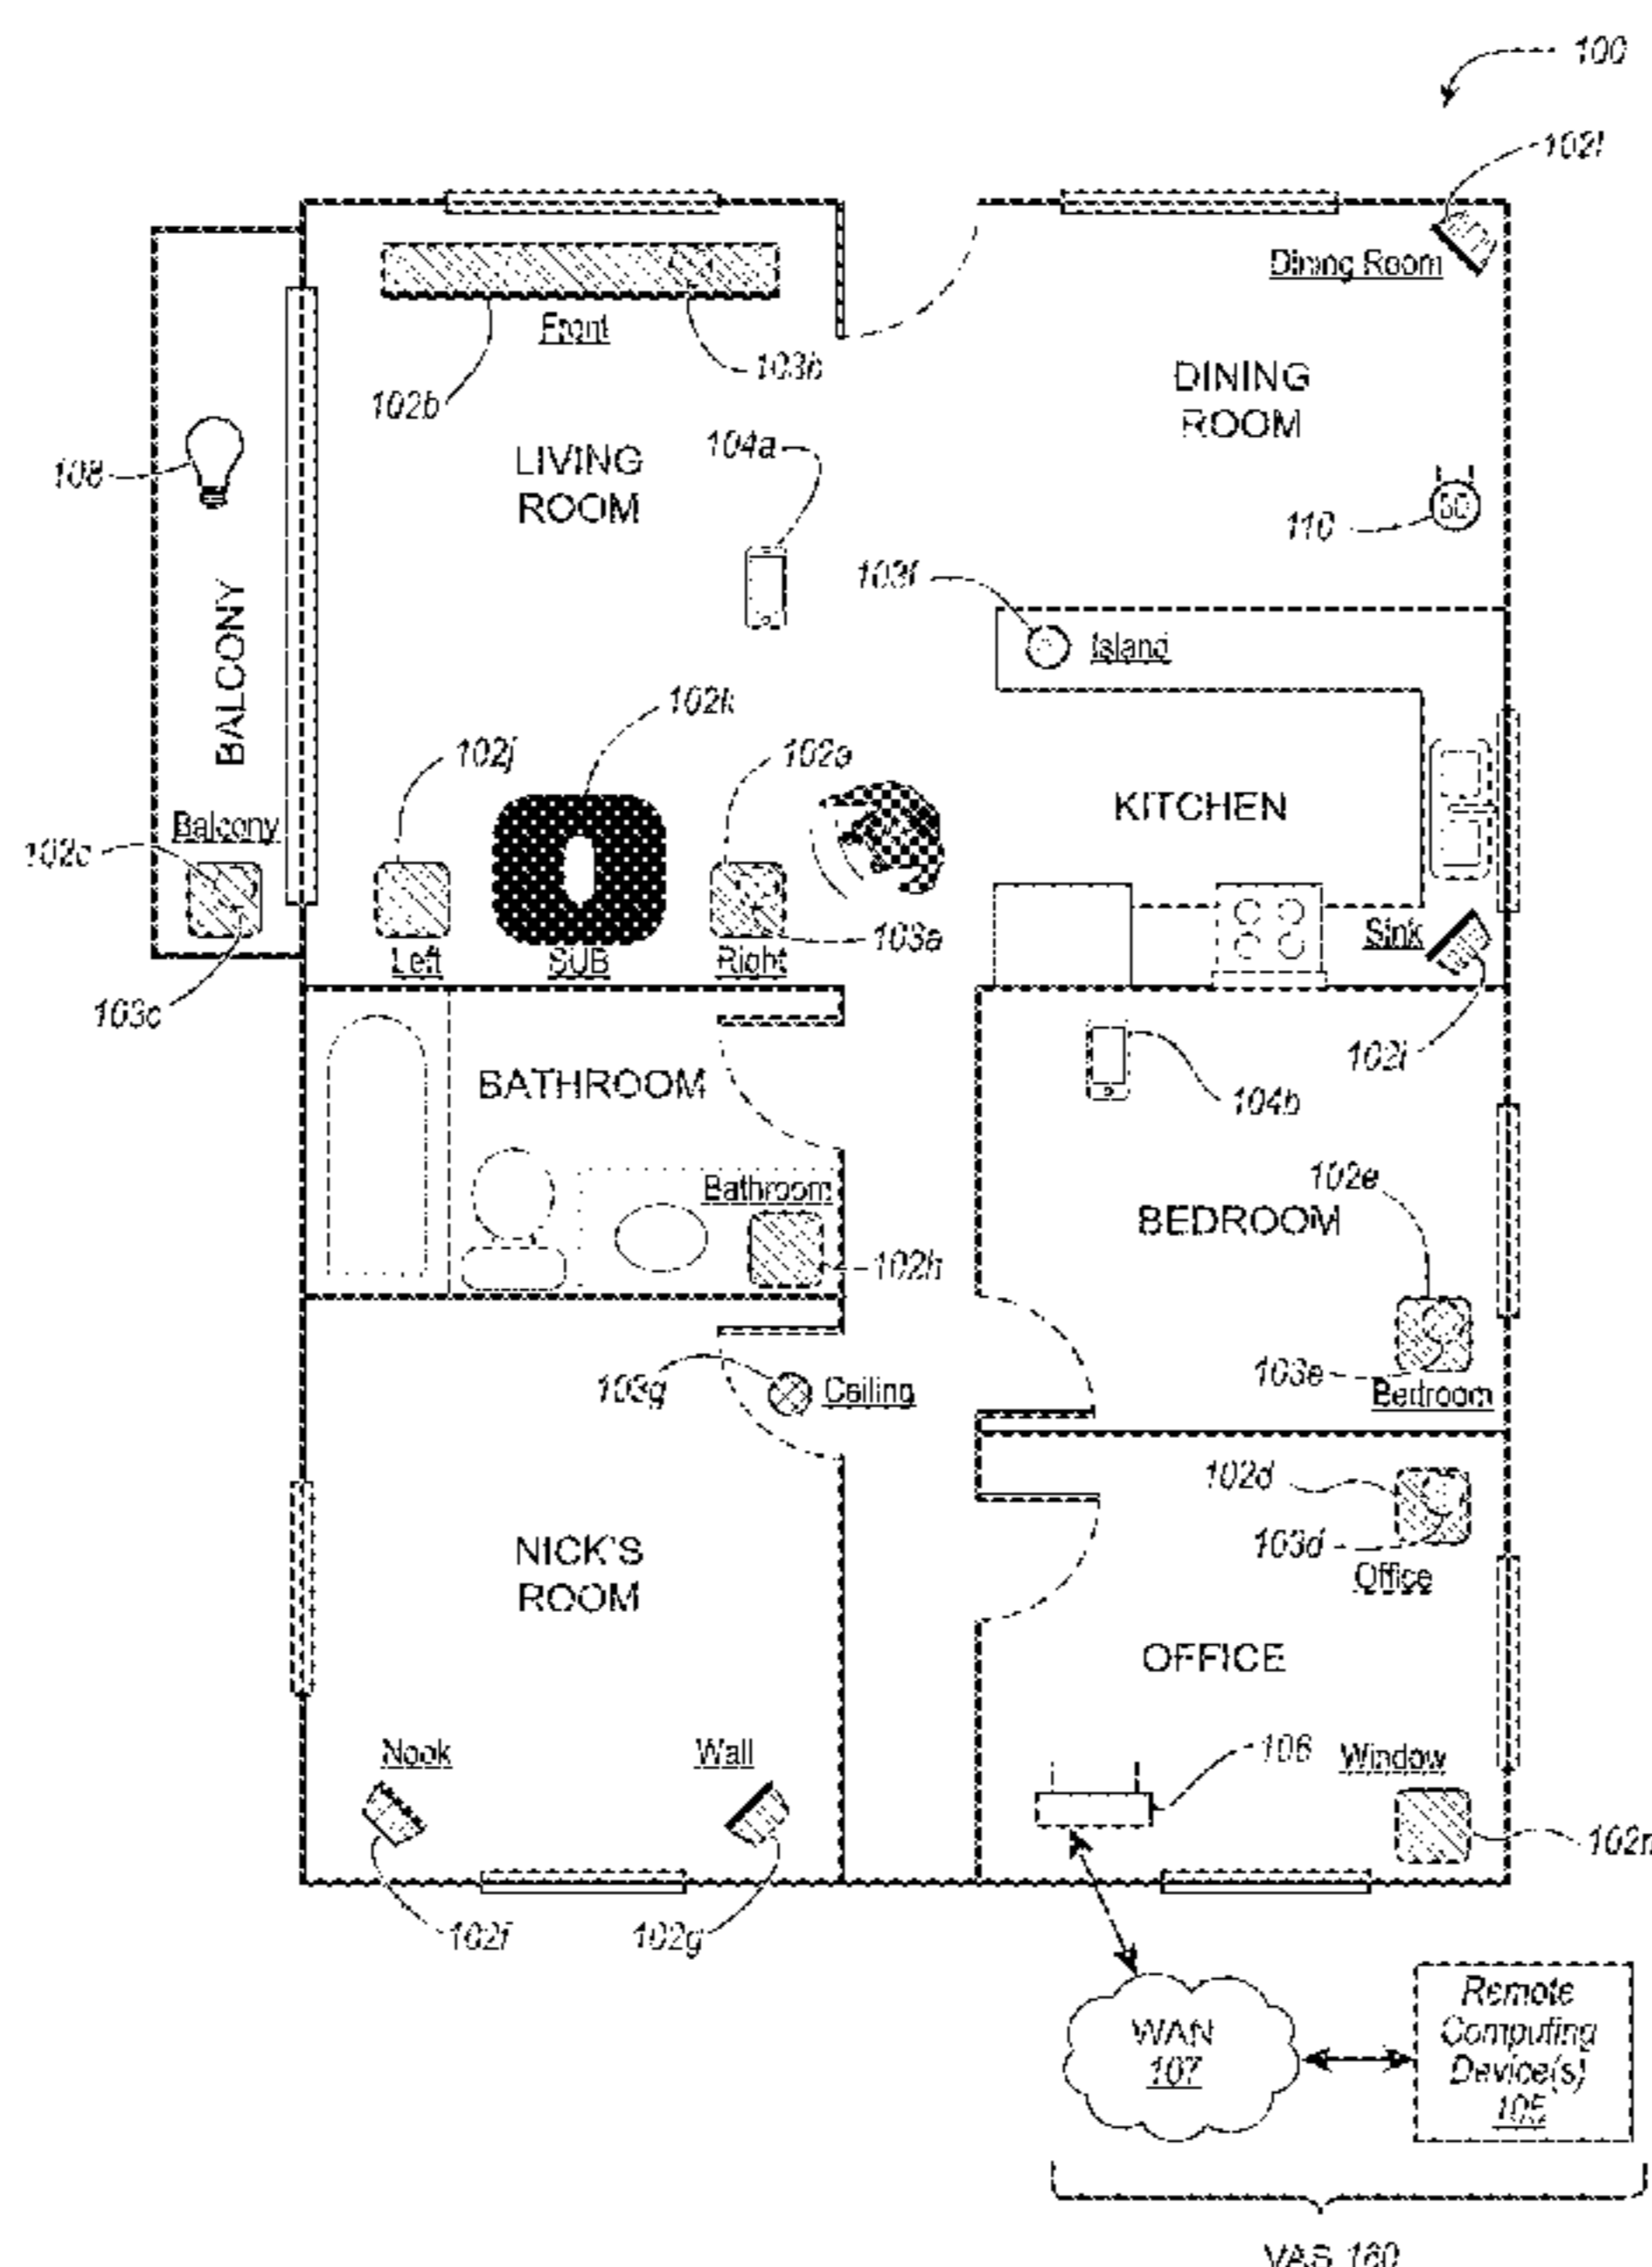 100
102l
Dining Room
Front
103b
102b
DINING
ROOM
104a
LIVING
ROOM
108
110
103f
Island
BALCONY
102k
102j
102a
KITCHEN
Balcony
102c
Sink
103a
Left
SUB
Right
103c
102i
BATHROOM
104b
102e
Bathroom
BEDROOM
102h
103e
103g
Ceiling
Bedroom
102d
103d
NICK'S
ROOM
Office
OFFICE
Nook
Wall
106
Window
102n
102f
102g
WAN
107
Remote
Computing
Device(s)
105